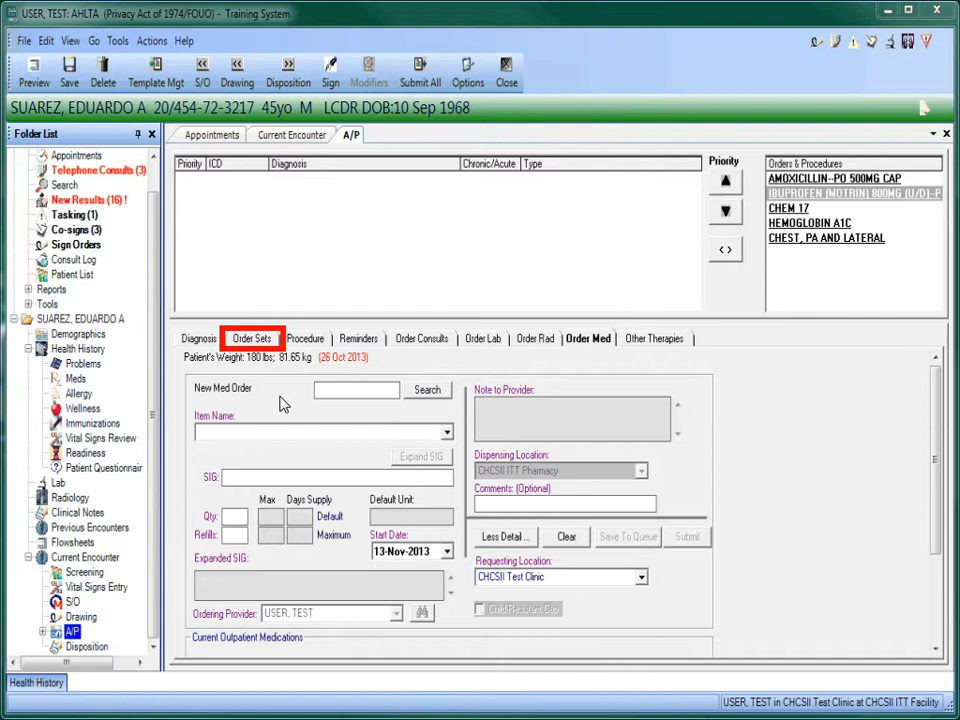 USER, TEST: AHLTA (Privacy Act of 1974/FOUO) - Training System
File Edit View Go Tools Actions Help
Preview Save Delete Template Mgt S/O Drawing Disposition Sign Modifiers Submit All Options Close
SUAREZ, EDUARDO A 20/454-72-3217 45yo M LCDR DOB:10 Sep 1968
Folder List
Appointments
Telephone Consults (3)
Search
New Results (16) !
Tasking (1)
Co-signs (3)
Sign Orders
Consult Log
Patient List
Reports
Tools
SUAREZ, EDUARDO A
Demographics
Health History
Problems
Meds
Allergy
Wellness
Immunizations
Vital Signs Review
Readiness
Patient Questionnair
Lab
Radiology
Clinical Notes
Previous Encounters
Flowsheets
Current Encounter
Screening
Vital Signs Entry
S/O
Drawing
A/P
Disposition
Health History
Appointments Current Encounter A/P
Priority ICD Diagnosis Chronic/Acute Type
Priority
< >
Orders & Procedures
AMOXICILLIN--PO 500MG CAP
IBUPROFEN (MOTRIN) 800MG (U/D)--P
CHEM 17
HEMOGLOBIN A1C
CHEST, PA AND LATERAL
Diagnosis Order Sets Procedure Reminders Order Consults Order Lab Order Rad Order Med Other Therapies
Patient's Weight: 180 lbs; 81.65 kg (26 Oct 2013)
New Med Order Search
Item Name:
Expand SIG
SIG:
Max Days Supply Default Unit:
Qty: Default
Refills: Maximum Start Date:
13-Nov-2013
Expanded SIG:
Ordering Provider: USER, TEST
Current Outpatient Medications
Note to Provider:
Dispensing Location:
CHCSII ITT Pharmacy
Comments: (Optional)
Less Detail ... Clear Save To Queue Submit
Requesting Location:
CHCSII Test Clinic
Child-Resistant Cap
USER, TEST in CHCSII Test Clinic at CHCSII ITT Facility